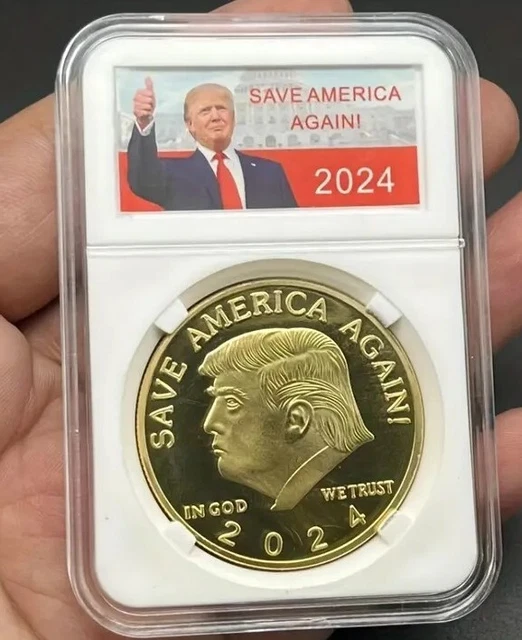 SAVE AMERICA
AGAIN!
2024
SAVE AMERICA AGAIN!
IN GOD WE TRUST
2024